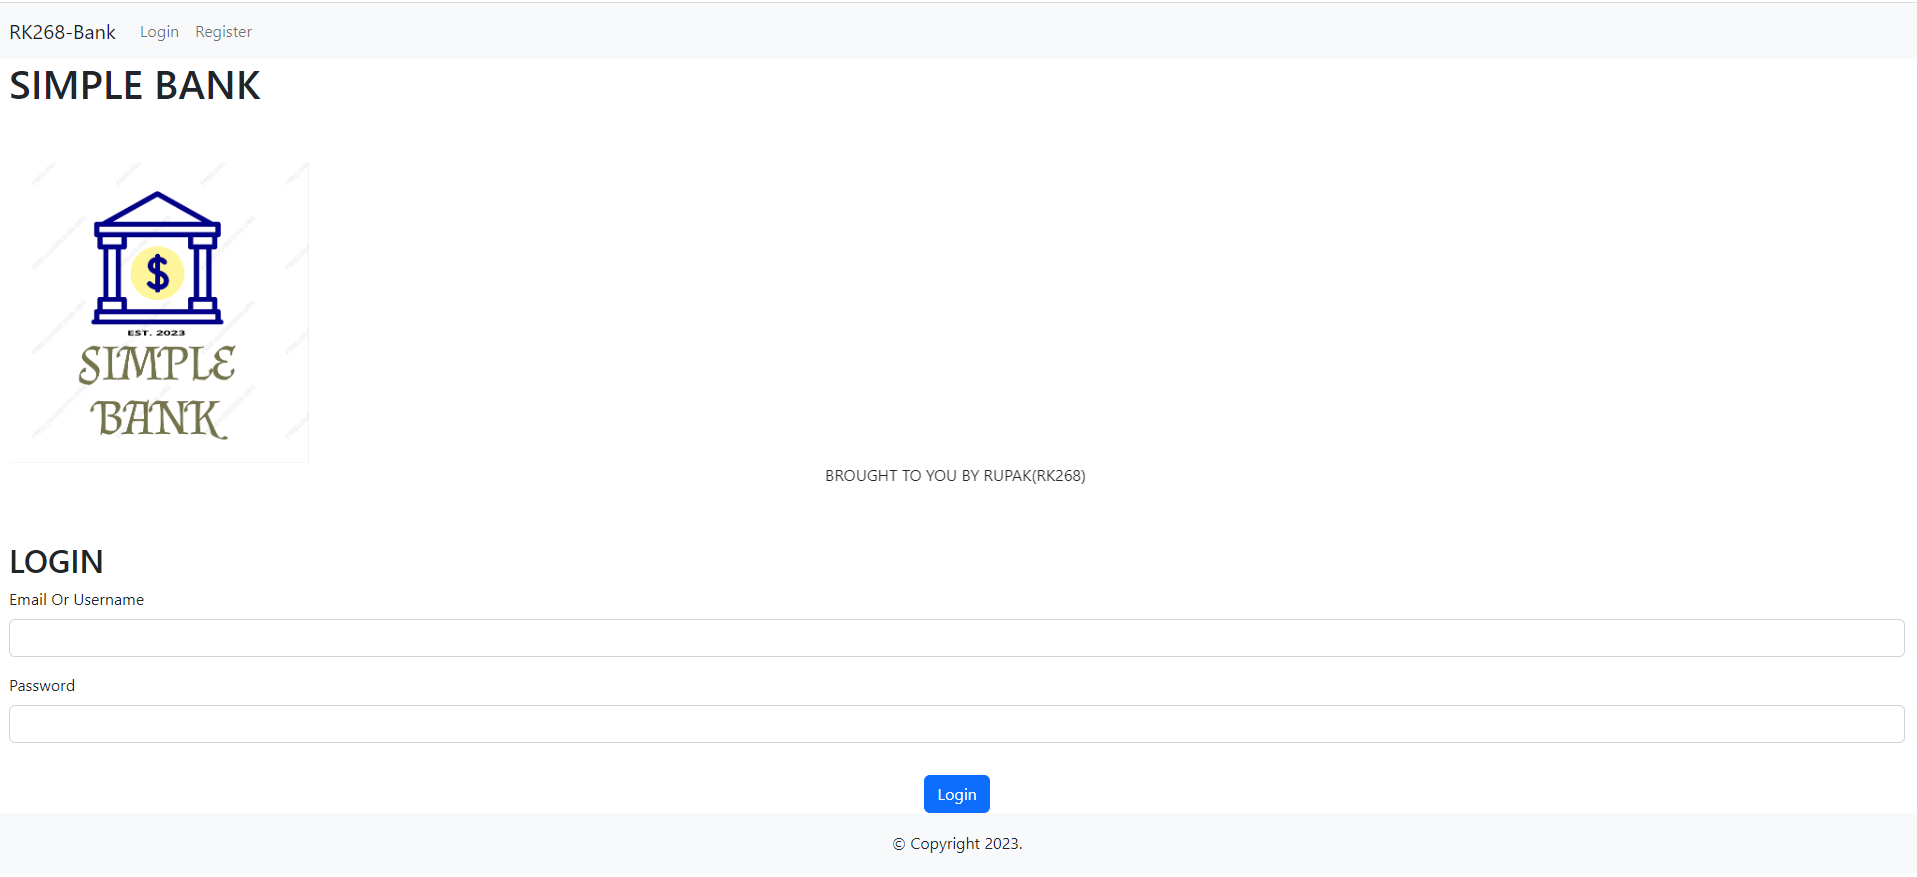 RK268-Bank Login Register
SIMPLE BANK
$
EST. 2023
SIMPLE
BANK
BROUGHT TO YOU BY RUPAK(RK268)
LOGIN
Email Or Username
Password
Login
© Copyright 2023.